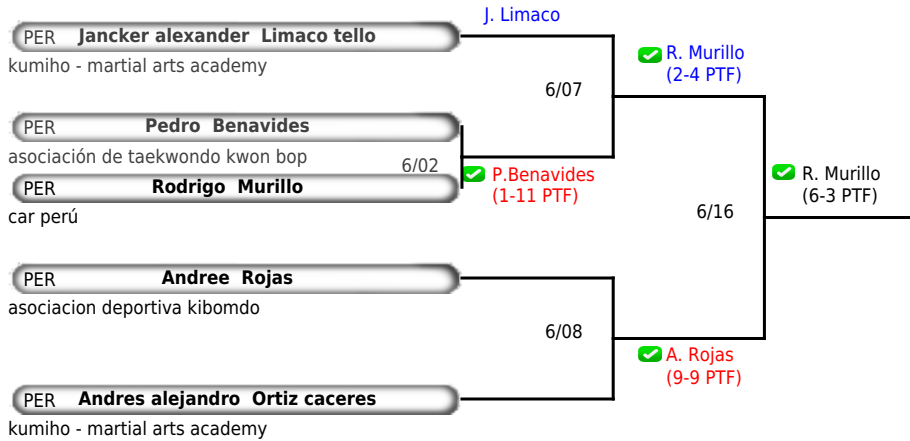 J. Limaco
PER Jancker alexander Limaco tello
kumiho - martial arts academy
R. Murillo
(2-4 PTF)
6/07
PER Pedro Benavides
asociación de taekwondo kwon bop
6/02
P.Benavides
(1-11 PTF)
PER Rodrigo Murillo
car perú
R. Murillo
(6-3 PTF)
6/16
PER Andree Rojas
asociacion deportiva kibomdo
6/08
A. Rojas
(9-9 PTF)
PER Andres alejandro Ortiz caceres
kumiho - martial arts academy